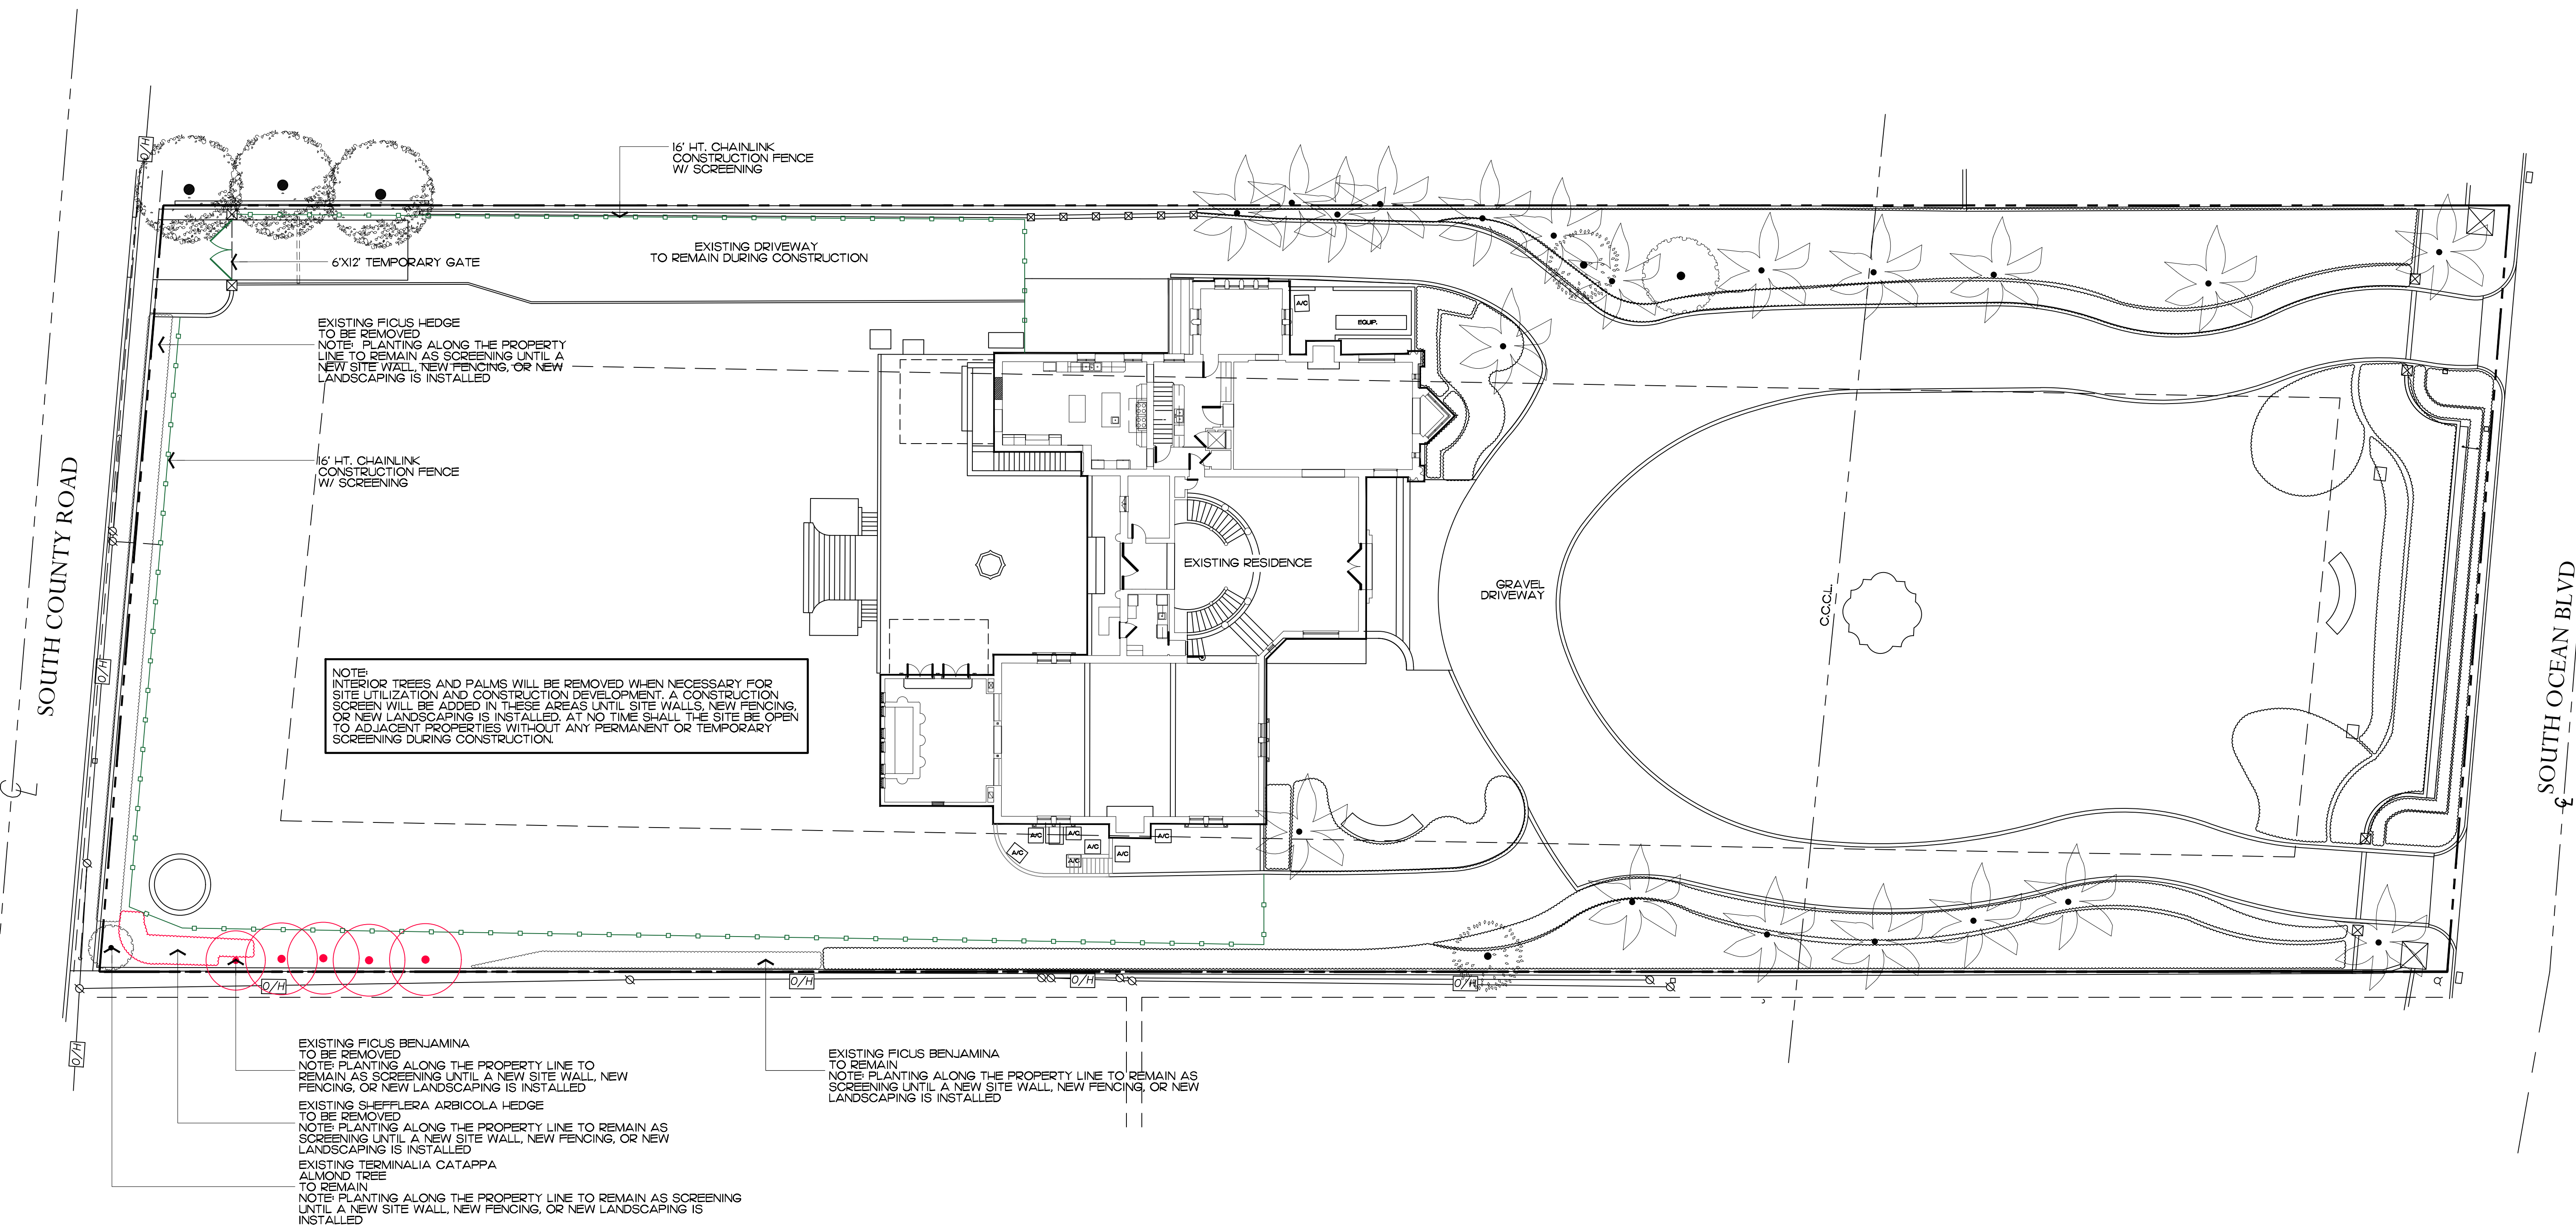 O/H
16' HT. CHAINLINK
CONSTRUCTION FENCE
W/ SCREENING
EXISTING DRIVEWAY
TO REMAIN DURING CONSTRUCTION
6'X12' TEMPORARY GATE
A/C
EQUIP.
EXISTING FICUS HEDGE
TO BE REMOVED
NOTE: PLANTING ALONG THE PROPERTY
LINE TO REMAIN AS SCREENING UNTIL A
NEW SITE WALL, NEW FENCING, OR NEW
LANDSCAPING IS INSTALLED
16' HT. CHAINLINK
CONSTRUCTION FENCE
W/ SCREENING
SOUTH COUNTY ROAD
EXISTING RESIDENCE
GRAVEL
DRIVEWAY
C.C.C.L.
SOUTH OCEAN BLVD
O/H
NOTE:
INTERIOR TREES AND PALMS WILL BE REMOVED WHEN NECESSARY FOR
SITE UTILIZATION AND CONSTRUCTION DEVELOPMENT. A CONSTRUCTION
SCREEN WILL BE ADDED IN THESE AREAS UNTIL SITE WALLS, NEW FENCING,
OR NEW LANDSCAPING IS INSTALLED. AT NO TIME SHALL THE SITE BE OPEN
TO ADJACENT PROPERTIES WITHOUT ANY PERMANENT OR TEMPORARY
SCREENING DURING CONSTRUCTION.
A/C
A/C
A/C
A/C
A/C
A/C
A/C
O/H
O/H
O/H
O/H
O/H
EXISTING FICUS BENJAMINA
TO BE REMOVED
NOTE: PLANTING ALONG THE PROPERTY LINE TO
REMAIN AS SCREENING UNTIL A NEW SITE WALL, NEW
FENCING, OR NEW LANDSCAPING IS INSTALLED
EXISTING FICUS BENJAMINA
TO REMAIN
NOTE: PLANTING ALONG THE PROPERTY LINE TO REMAIN AS
SCREENING UNTIL A NEW SITE WALL, NEW FENCING, OR NEW
LANDSCAPING IS INSTALLED
EXISTING SHEFFLERA ARBICOLA HEDGE
TO BE REMOVED
NOTE: PLANTING ALONG THE PROPERTY LINE TO REMAIN AS
SCREENING UNTIL A NEW SITE WALL, NEW FENCING, OR NEW
LANDSCAPING IS INSTALLED
EXISTING TERMINALIA CATAPPA
ALMOND TREE
TO REMAIN
NOTE: PLANTING ALONG THE PROPERTY LINE TO REMAIN AS SCREENING
UNTIL A NEW SITE WALL, NEW FENCING, OR NEW LANDSCAPING IS
INSTALLED